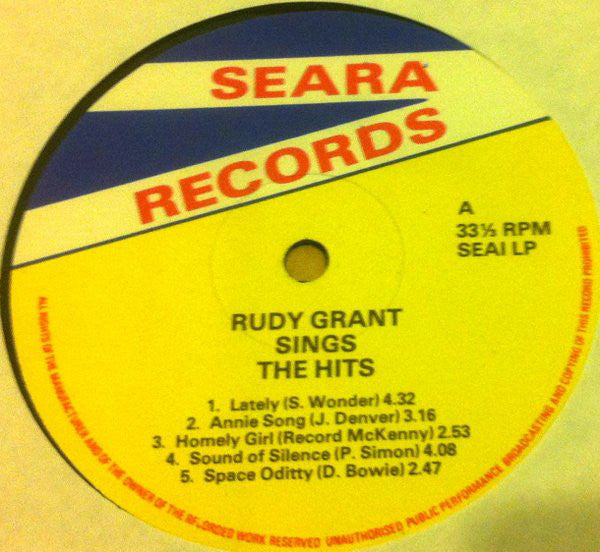 SEARA
RECORDS
A
33⅓ RPM
SEAI LP
RUDY GRANT
SINGS
THE HITS
1. Lately (S. Wonder) 4.32
2. Annie Song (J. Denver) 3.16
3. Homely Girl (Record McKenny) 2.53
4. Sound of Silence (P. Simon) 4.08
5. Space Oditty (D. Bowie) 2.47
ALL RIGHTS OF THE MANUFACTURER AND OF THE OWNER OF THE RECORDED WORK RESERVED UNAUTHORISED PUBLIC PERFORMANCE BROADCASTING AND COPYING OF THIS RECORD PROHIBITED